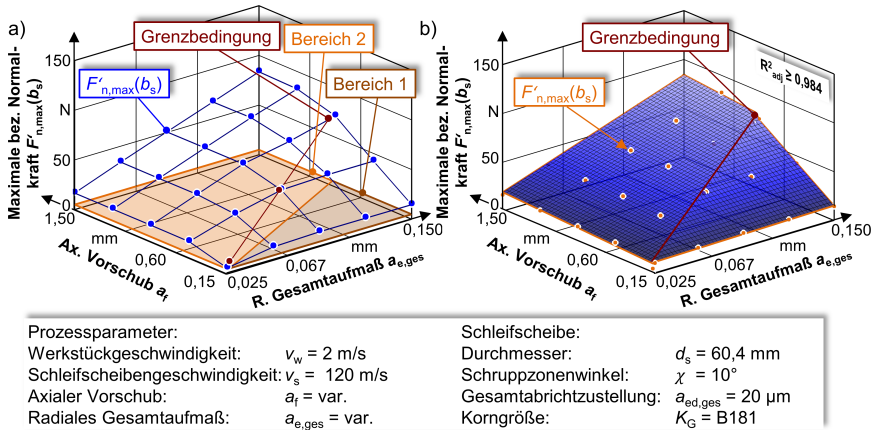 a)
Grenzbedingung
Bereich 2
Bereich 1
F‘n,max(bs)
Maximale bez. Normal-
kraft F‘n,max(bs)
150
N
50
0
1,50
mm
0,60
0,15
Ax. Vorschub af
0,025
0,067
mm
0,150
R. Gesamtaufmaß ae,ges
b)
Grenzbedingung
R²adj ≥ 0,984
F‘n,max(bs)
Maximale bez. Normal-
kraft F‘n,max(bs)
150
N
50
0
1,50
mm
0,60
0,15
Ax. Vorschub af
0,025
0,067
mm
0,150
R. Gesamtaufmaß ae,ges
Prozessparameter:
Werkstückgeschwindigkeit: vw = 2 m/s
Schleifscheibengeschwindigkeit: vs = 120 m/s
Axialer Vorschub: af = var.
Radiales Gesamtaufmaß: ae,ges = var.
Schleifscheibe:
Durchmesser: ds = 60,4 mm
Schruppzonenwinkel: χ = 10°
Gesamtabrichtzustellung: aed,ges = 20 µm
Korngröße: KG = B181